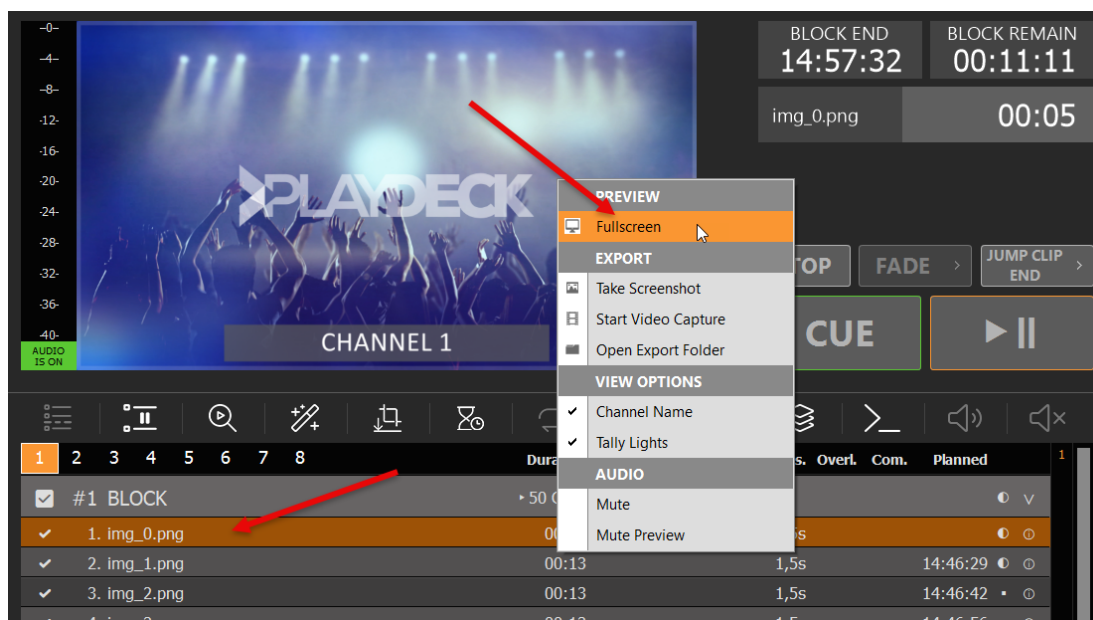 -0-
-4-
-8-
-12-
-16-
-20-
-24-
-28-
-32-
-36-
-40-
AUDIO
IS ON
PLAYDECK
CHANNEL 1
BLOCK END
14:57:32
BLOCK REMAIN
00:11:11
img_0.png
00:05
PREVIEW
Fullscreen
EXPORT
Take Screenshot
Start Video Capture
Open Export Folder
VIEW OPTIONS
Channel Name
Tally Lights
AUDIO
Mute
Mute Preview
OP
FADE
JUMP CLIP
END
CUE
1 2 3 4 5 6 7 8
Dura s. Overl. Com. Planned 1
#1 BLOCK 50
1. img_0.png 00 s
2. img_1.png 00:13 1,5s 14:46:29
3. img_2.png 00:13 1,5s 14:46:42